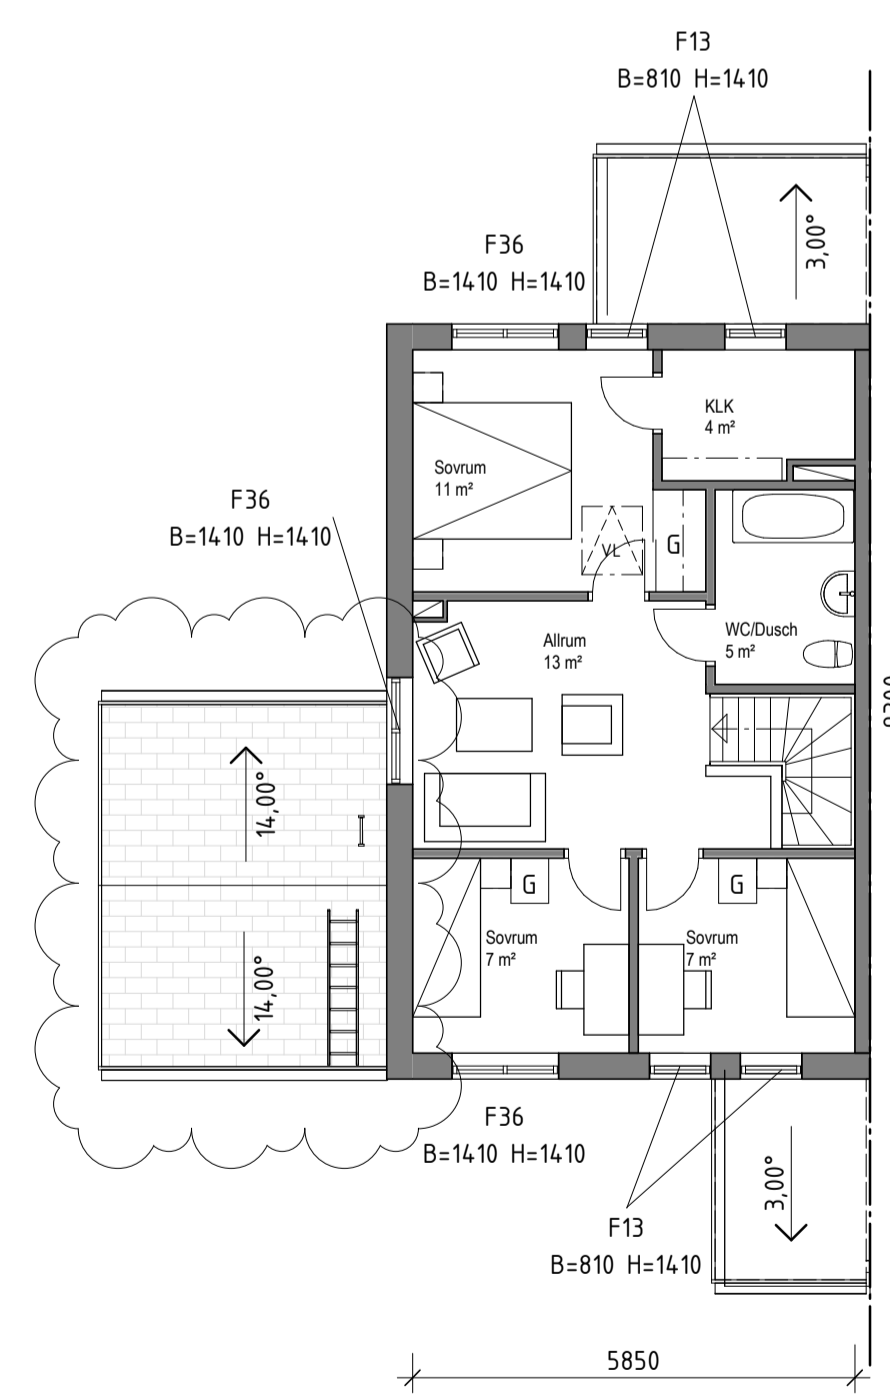 F13
B=810 H=1410
3,00°
F36
B=1410 H=1410
KLK
4 m²
Sovrum
11 m²
F36
B=1410 H=1410
VL
G
Allrum
13 m²
WC/Dusch
5 m²
14,00°
G
G
Sovrum
7 m²
Sovrum
7 m²
14,00°
F36
B=1410 H=1410
3,00°
F13
B=810 H=1410
5850